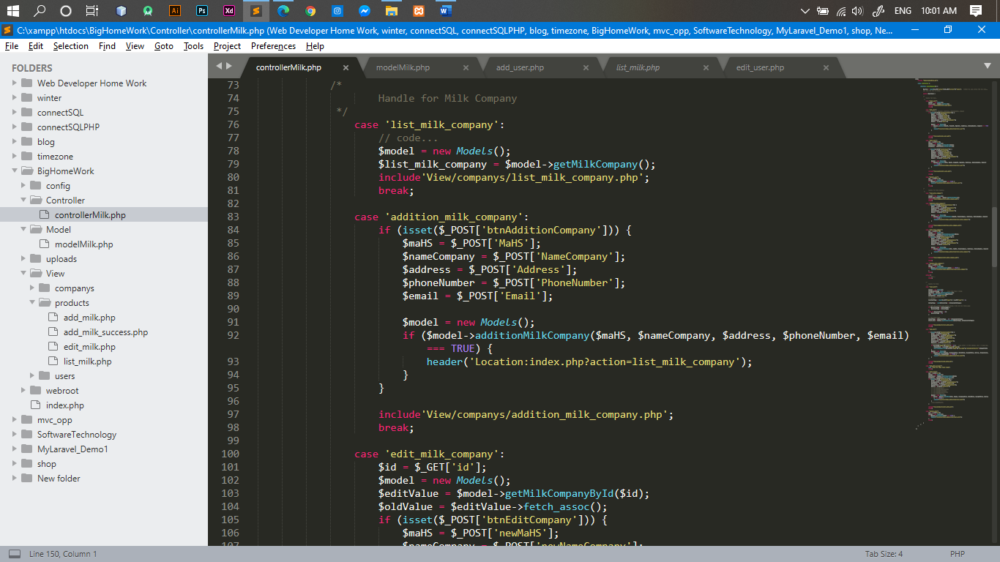 Ai
Ps
Xd
ENG 10:01 AM
C:\xampp\htdocs\BigHomeWork\Controller\controllerMilk.php (Web Developer Home Work, winter, connectSQL, connectSQLPHP, blog, timezone, BigHomeWork, mvc_opp, SoftwareTechnology, MyLaravel_Demo1, shop, Ne...
File Edit Selection Find View Goto Tools Project Preferences Help
FOLDERS
Web Developer Home Work
winter
connectSQL
connectSQLPHP
blog
timezone
BigHomeWork
config
Controller
controllerMilk.php
Model
modelMilk.php
uploads
View
companys
products
add_milk.php
add_milk_success.php
edit_milk.php
list_milk.php
users
webroot
index.php
mvc_opp
SoftwareTechnology
MyLaravel_Demo1
shop
New folder
controllerMilk.php modelMilk.php add_user.php list_milk.php edit_user.php
73 /*
74 Handle for Milk Company
75 */
76 case 'list_milk_company':
77 // code...
78 $model = new Models();
79 $list_milk_company = $model->getMilkCompany();
80 include'View/companys/list_milk_company.php';
81 break;
82
83 case 'addition_milk_company':
84 if (isset($_POST['btnAdditionCompany'])) {
85 $maHS = $_POST['MaHS'];
86 $nameCompany = $_POST['NameCompany'];
87 $address = $_POST['Address'];
88 $phoneNumber = $_POST['PhoneNumber'];
89 $email = $_POST['Email'];
90
91 $model = new Models();
92 if ($model->additionMilkCompany($maHS, $nameCompany, $address, $phoneNumber, $email)
=== TRUE) {
93 header('Location:index.php?action=list_milk_company');
94 }
95 }
96
97 include'View/companys/addition_milk_company.php';
98 break;
99
100 case 'edit_milk_company':
101 $id = $_GET['id'];
102 $model = new Models();
103 $editValue = $model->getMilkCompanyById($id);
104 $oldValue = $editValue->fetch_assoc();
105 if (isset($_POST['btnEditCompany'])) {
106 $maHS = $_POST['newMaHS'];
107 $nameCompany = $_POST['newNameCompany'];
Line 150, Column 1
Tab Size: 4 PHP